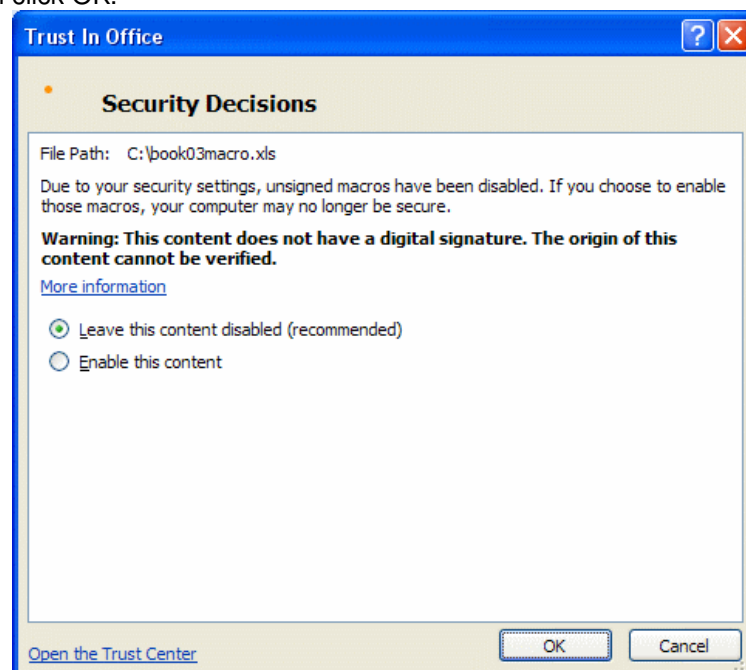 click OK.
Trust In Office
Security Decisions
File Path: C:\book03macro.xls
Due to your security settings, unsigned macros have been disabled. If you choose to enable
those macros, your computer may no longer be secure.
Warning: This content does not have a digital signature. The origin of this
content cannot be verified.
More information
Leave this content disabled (recommended)
Enable this content
Open the Trust Center
OK
Cancel